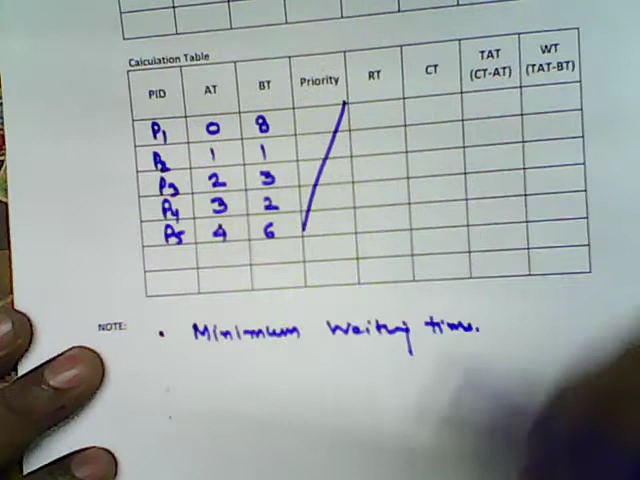 Calculation Table
PID AT BT Priority RT CT TAT (CT-AT) WT (TAT-BT)
P1 0 8
P2 1 1
P3 2 3
P4 3 2
P5 4 6
NOTE: • Minimum Waiting time.